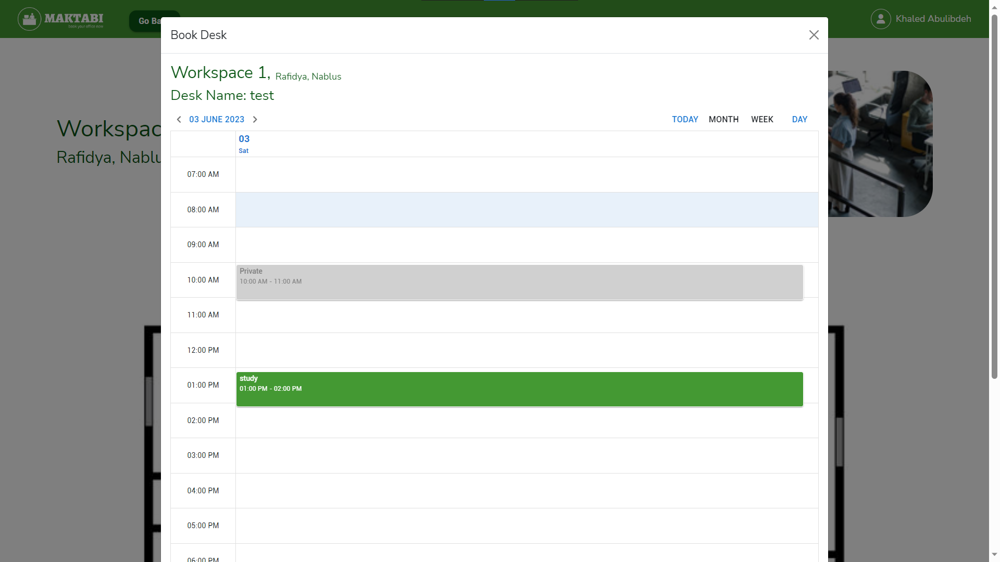 MAKTABI
book your office now
Go Ba
Khaled Abulibdeh
Book Desk
Workspace 1, Rafidya, Nablus
Desk Name: test
Workspac
Rafidya, Nablu
03 JUNE 2023
TODAY MONTH WEEK DAY
03
Sat
07:00 AM
08:00 AM
09:00 AM
10:00 AM
Private
10:00 AM - 11:00 AM
11:00 AM
12:00 PM
01:00 PM
study
01:00 PM - 02:00 PM
02:00 PM
03:00 PM
04:00 PM
05:00 PM
06:00 PM